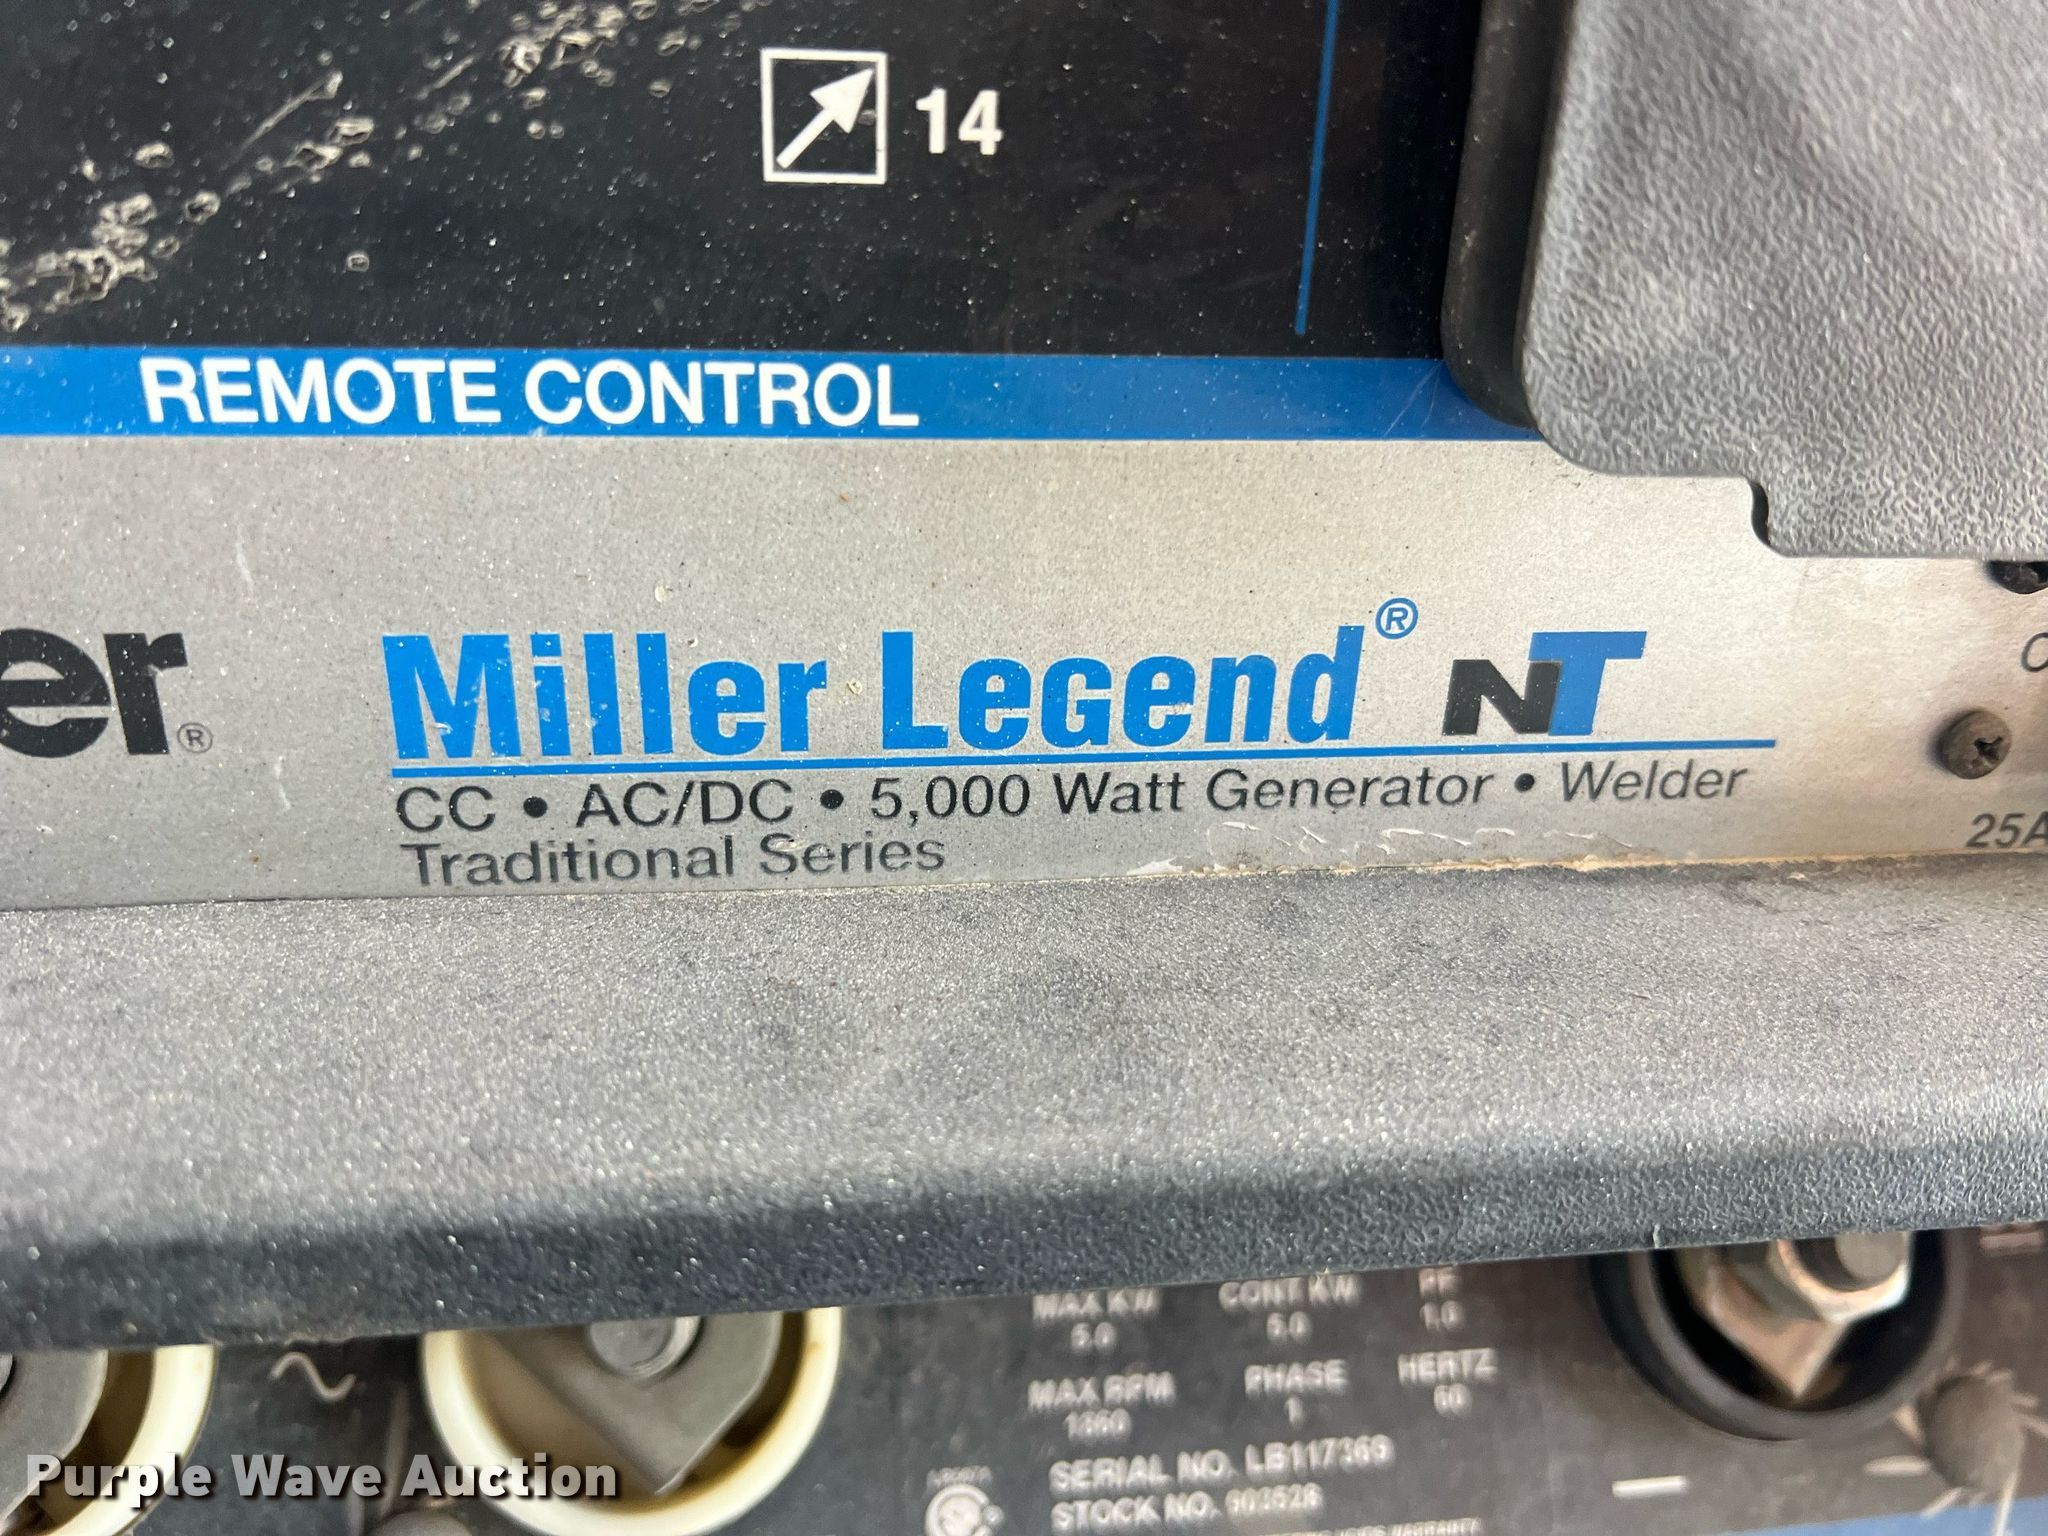 14
REMOTE CONTROL
er®
Miller Legend® NT
CC • AC/DC • 5,000 Watt Generator • Welder
Traditional Series
25A
MAX KW CONT KW PF
5.0 5.0 1.0
MAX RPM PHASE HERTZ
1860 1 60
SERIAL NO. LB117369
STOCK NO. 903528
WARRANTY
Purple Wave Auction